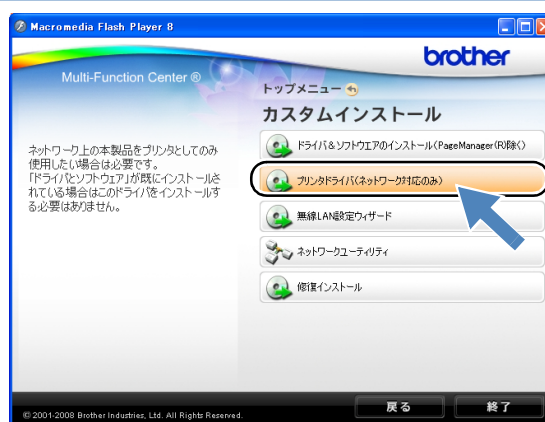 Macromedia Flash Player 8
brother
Multi-Function Center ®
トップメニュー
カスタムインストール
ネットワーク上の本製品をプリンタとしてのみ
使用したい場合は必要です。
「ドライバとソフトウェア」が既にインストールさ
れている場合はこのドライバをインストールす
る必要はありません。
ドライバ&ソフトウエアのインストール(PageManager(R)除く)
プリンタドライバ(ネットワーク対応のみ)
無線LAN設定ウィザード
ネットワークユーティリティ
修復インストール
© 2001-2008 Brother Industries, Ltd. All Rights Reserved.
戻る
終了